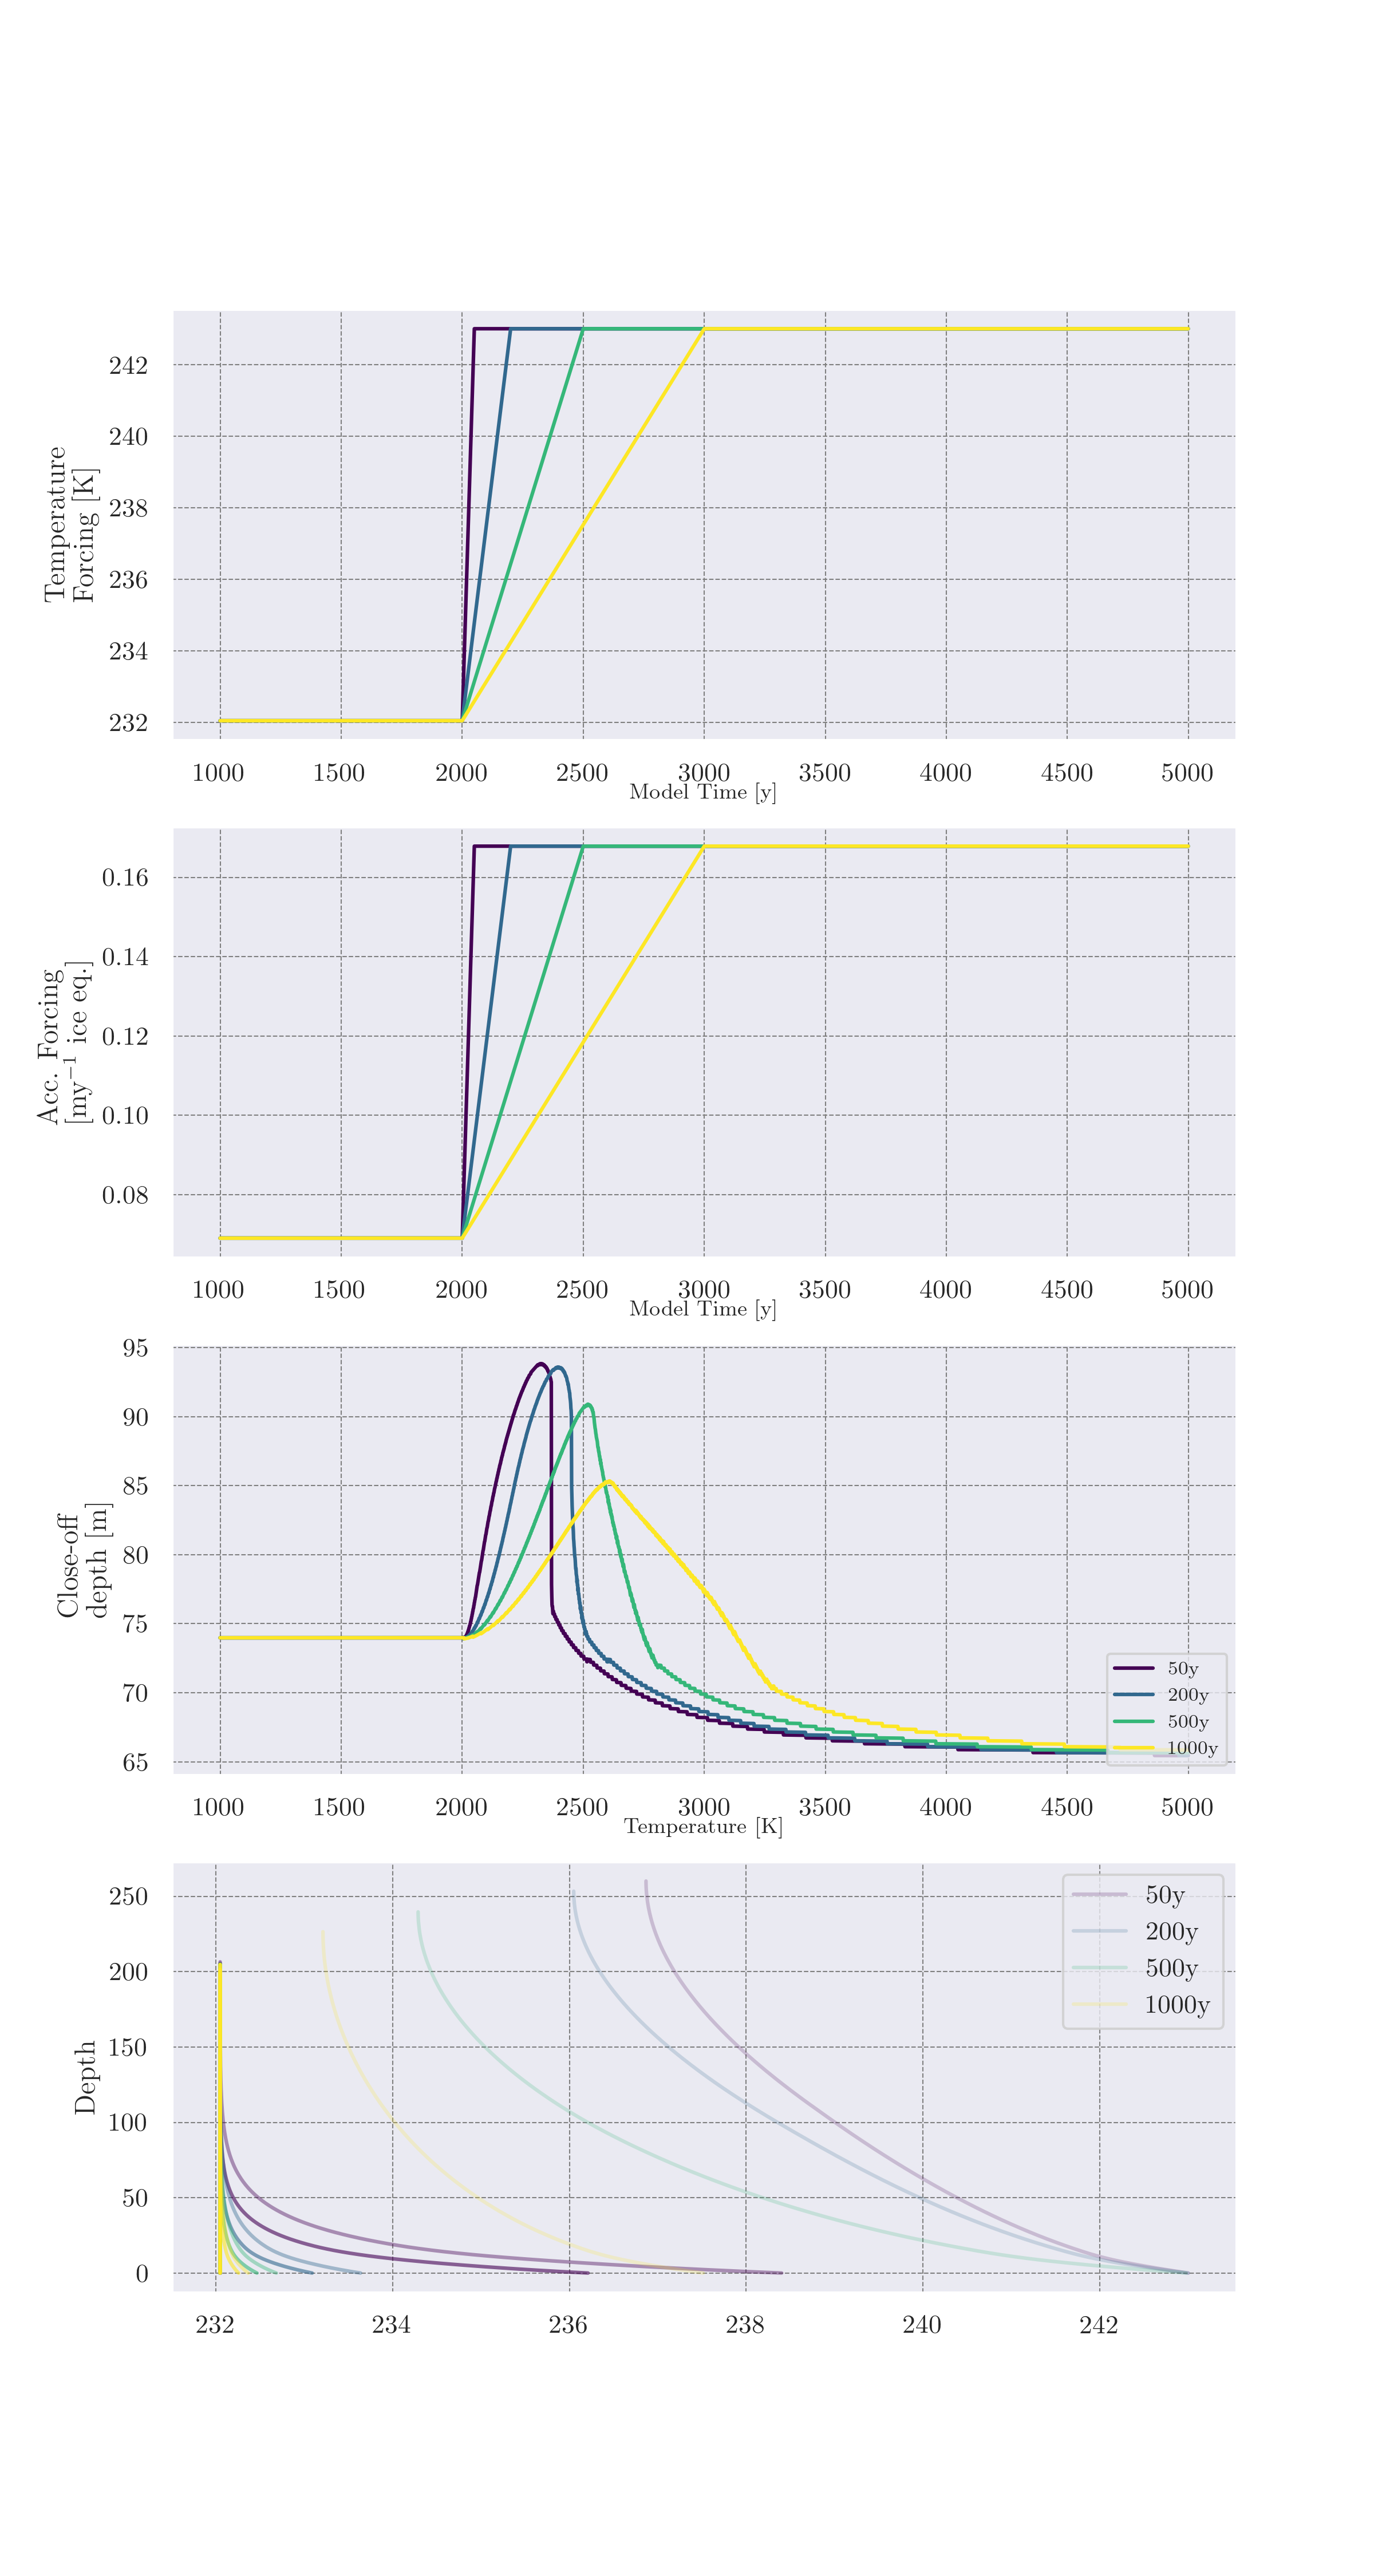 Temperature
Forcing [K]
242
240
238
236
234
232
1000 1500 2000 2500 3000 3500 4000 4500 5000
Model Time [y]
Acc. Forcing
[my⁻¹ ice eq.]
0.16
0.14
0.12
0.10
0.08
1000 1500 2000 2500 3000 3500 4000 4500 5000
Model Time [y]
Close-off
depth [m]
95
90
85
80
75
70
65
50y
200y
500y
1000y
1000 1500 2000 2500 3000 3500 4000 4500 5000
Temperature [K]
Depth
250
200
150
100
50
0
50y
200y
500y
1000y
232 234 236 238 240 242